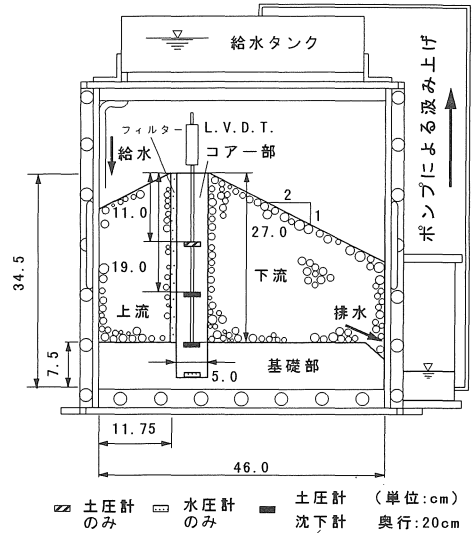 給水タンク
ポンプによる汲み上げ
フィルター
L.V.D.T.
給水
コアー部
2
1
11.0
27.0
19.0
下流
34.5
上流
排水
7.5
基礎部
5.0
11.75
46.0
土圧計のみ
水圧計のみ
土圧計
沈下計
(単位:cm)
奥行:20cm